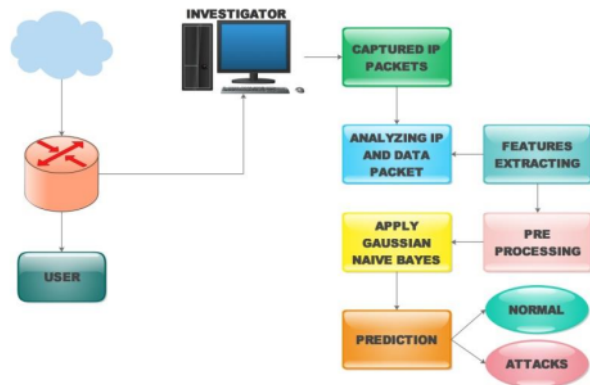 INVESTIGATOR
CAPTURED IP
PACKETS
ANALYZING IP
AND DATA
PACKET
FEATURES
EXTRACTING
APPLY
GAUSSIAN
NAIVE BAYES
PRE
PROCESSING
USER
PREDICTION
NORMAL
ATTACKS